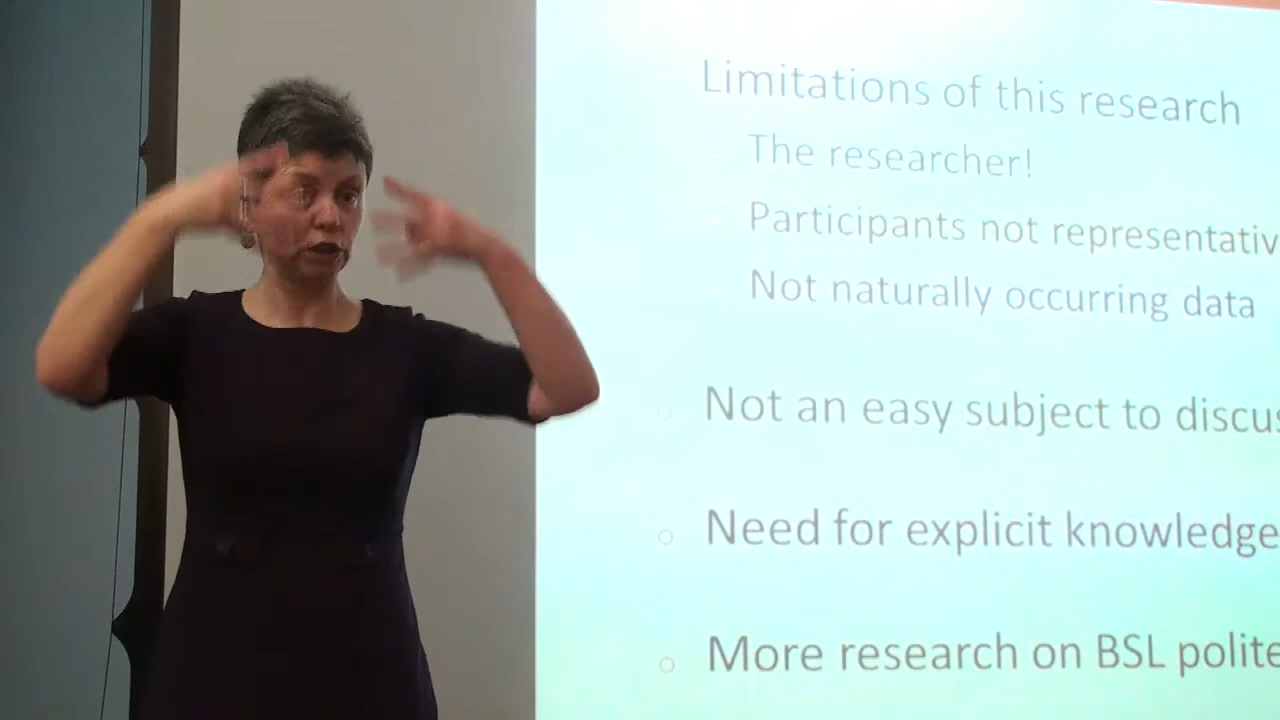 Limitations of this research
The researcher!
Participants not representativ
Not naturally occurring data
Not an easy subject to discus
Need for explicit knowledge
More research on BSL polite